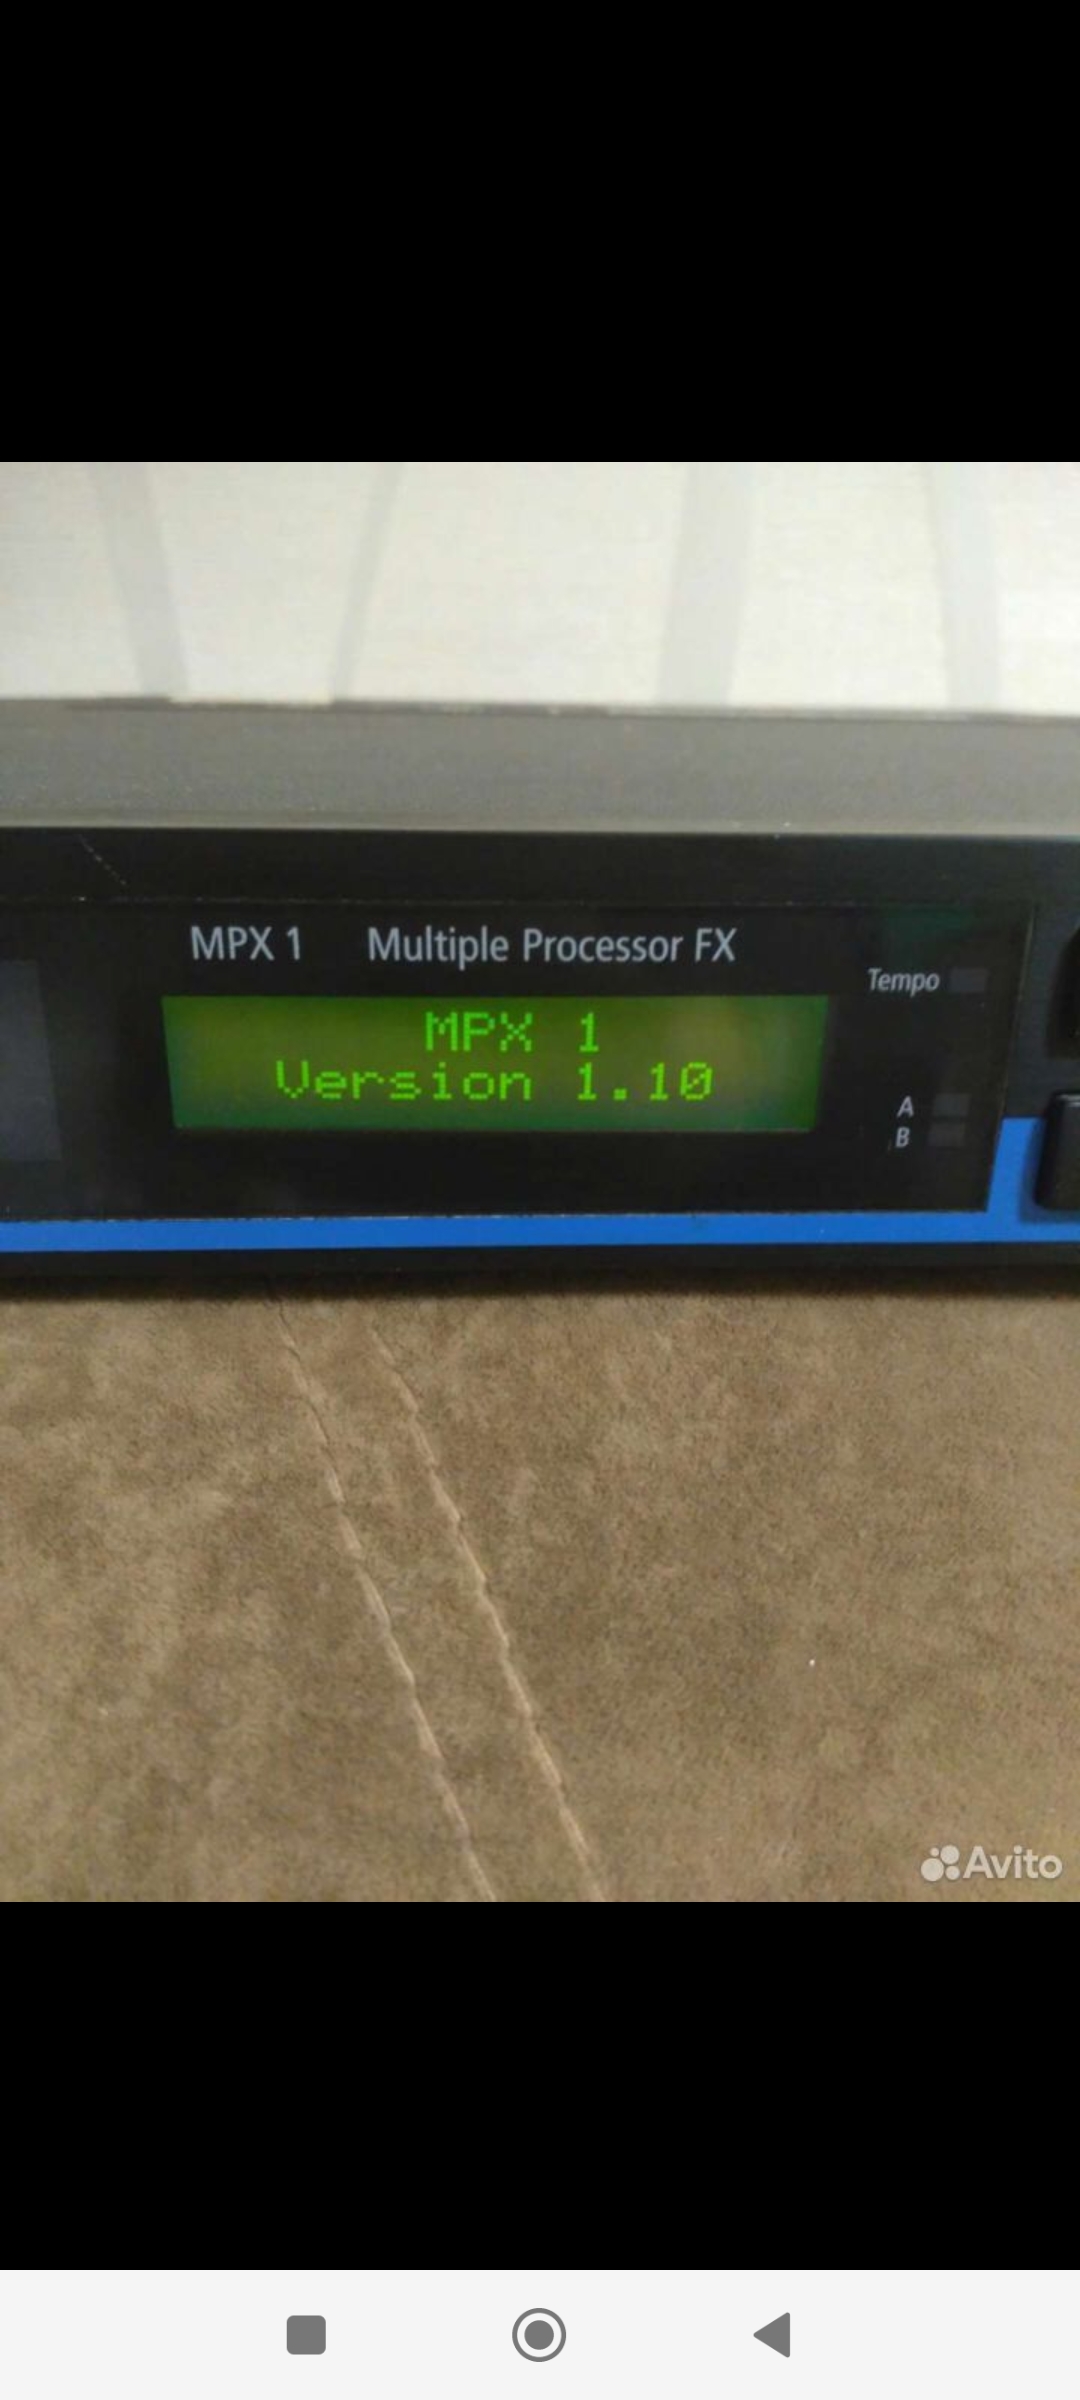 MPX 1 Multiple Processor FX
Tempo
MPX 1
Version 1.10
A
B
Avito